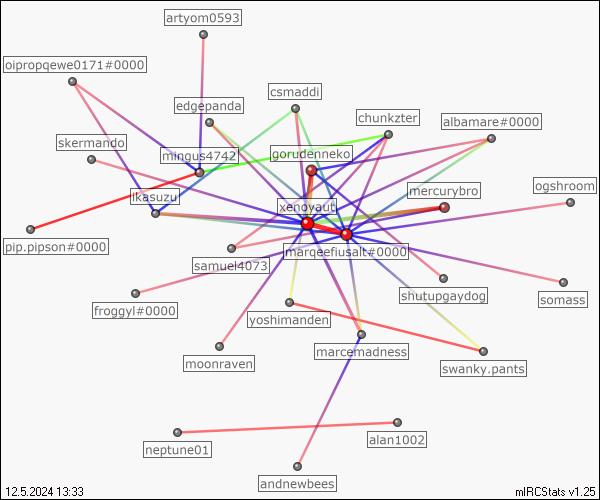 artyom0593
oipropqewe0171#0000
csmaddi
edgepanda
chunkzter
albamare#0000
skermando
mingus4742
gorudenneko
likasuzu
mercurybro
ogshroom
xenoyaut
pip.pipson#0000
marqeefiusalt#0000
samuel4073
froggyl#0000
shutupgaydog
somass
yoshimanden
moonraven
marcemadness
swanky.pants
neptune01
alan1002
andnewbees
12.5.2024 13:33
mIRCStats v1.25